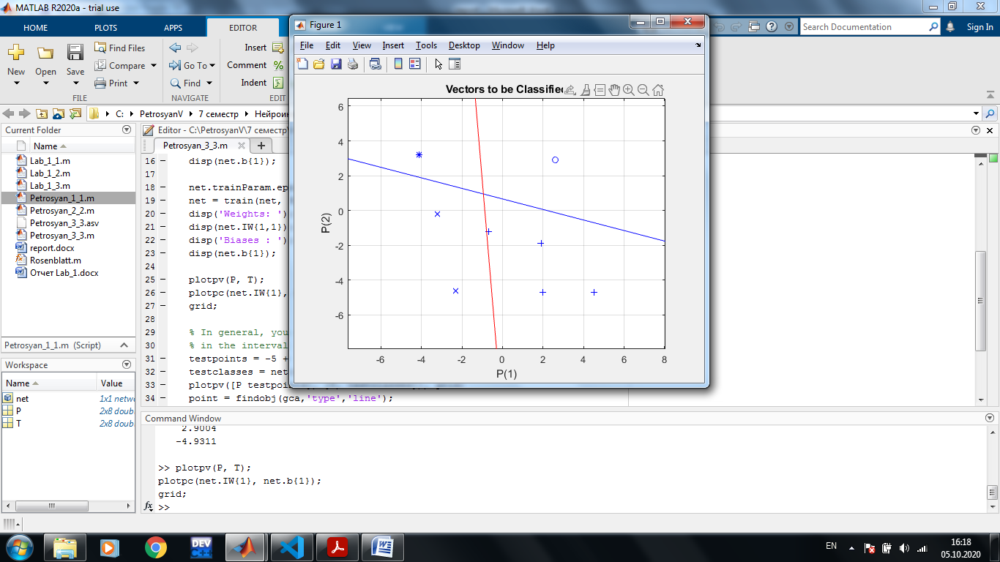 MATLAB R2020a - trial use
HOME PLOTS APPS EDITOR
Search Documentation
Sign In
New Open Save
Find Files
Compare
Print
Go To
Find
Insert
Comment
Indent
FILE NAVIGATE EDIT
C: PetrosyanV 7 семестр
Current Folder
Name
Lab_1_1.m
Lab_1_2.m
Lab_1_3.m
Petrosyan_1_1.m
Petrosyan_2_2.m
Petrosyan_3_3.asv
Petrosyan_3_3.m
report.docx
Rosenblatt.m
Отчет Lab_1.docx
Petrosyan_1_1.m (Script)
Workspace
Name Value
net 1x1 netw
P 2x8 doub
T 2x8 doub
Editor - C:\PetrosyanV\7 семестр\
Petrosyan_3_3.m
16 – disp(net.b{1});
17
18 – net.trainParam.ep
19 – net = train(net,
20 – disp('Weights: ')
21 – disp(net.IW{1,1})
22 – disp('Biases : ')
23 – disp(net.b{1});
24
25 – plotpv(P, T);
26 – plotpc(net.IW{1},
27 – grid;
28
29 % In general, you
30 % in the interval
31 – testpoints = -5 +
32 – testclasses = net
33 – plotpv([P testpoi
34 – point = findobj(gca,'type','line');
Figure 1
File Edit View Insert Tools Desktop Window Help
Vectors to be Classified
P(2)
6
4
2
0
-2
-4
-6
-6 -4 -2 0 2 4 6 8
P(1)
Command Window
2.9004
-4.9311
>> plotpv(P, T);
plotpc(net.IW{1}, net.b{1});
grid;
fx >>
DEV C++
EN
16:18
05.10.2020